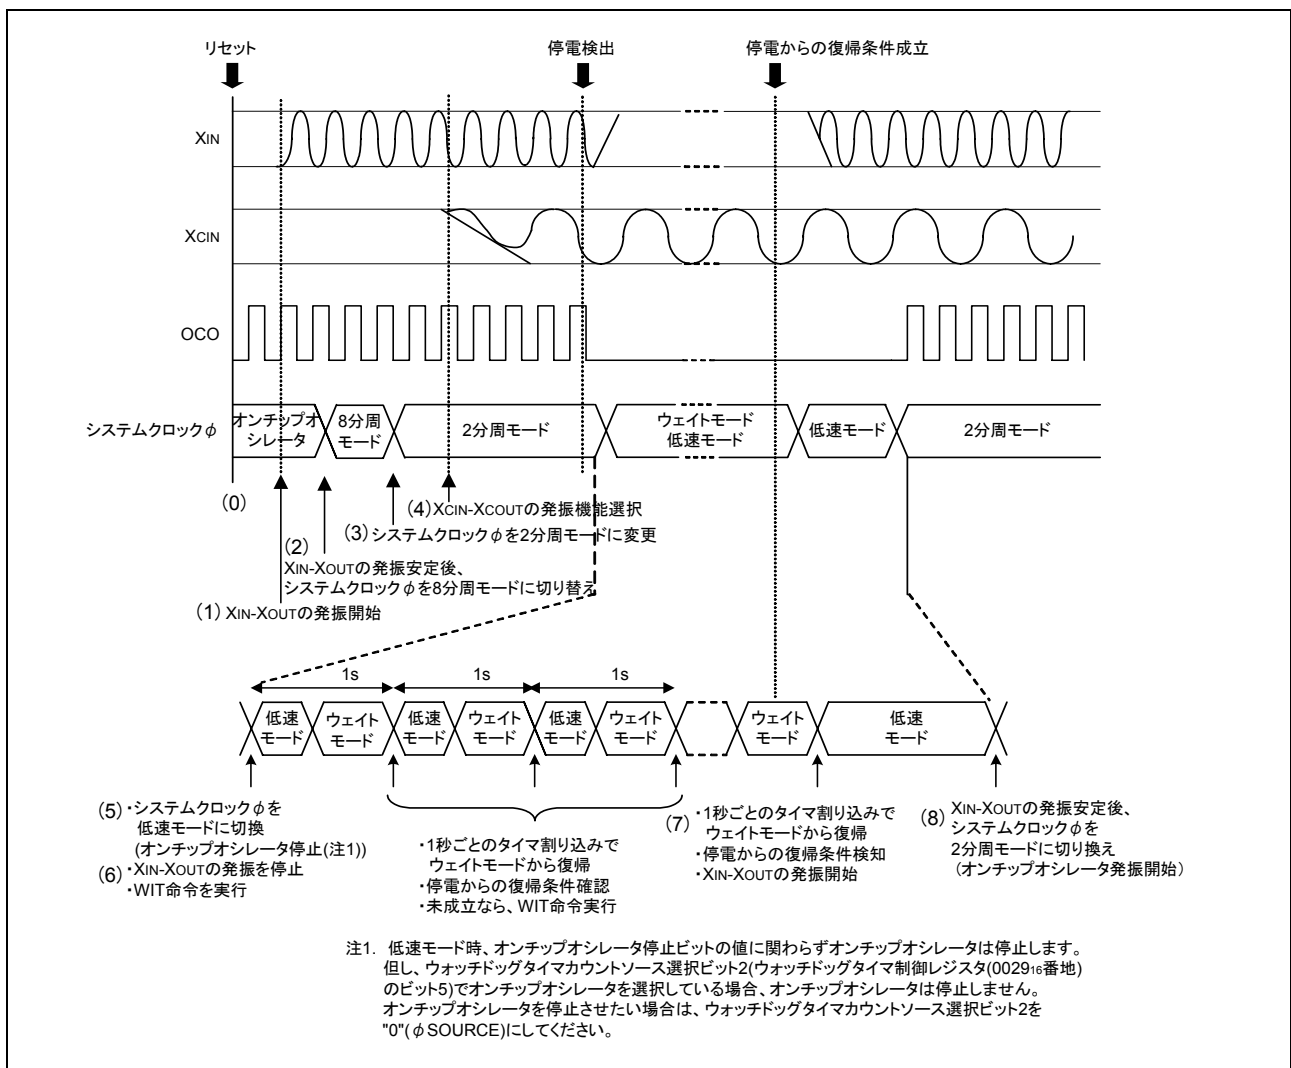 リセット
停電検出
停電からの復帰条件成立
XIN
XCIN
OCO
システムクロックφ
オンチップオ
シレータ
8分周
モード
2分周モード
ウェイトモード
低速モード
低速モード
2分周モード
(0)
(4) XCIN-XCOUTの発振機能選択
(3) システムクロックφを2分周モードに変更
(2)
XIN-XOUTの発振安定後、
システムクロックφを8分周モードに切り替え
(1) XIN-XOUTの発振開始
1s
1s
1s
低速
モード
ウェイト
モード
低速
モード
ウェイト
モード
低速
モード
ウェイト
モード
ウェイト
モード
低速
モード
(5) ・システムクロックφを
低速モードに切換
(オンチップオシレータ停止(注1))
(6) ・XIN-XOUTの発振を停止
・WIT命令を実行
・1秒ごとのタイマ割り込みで
ウェイトモードから復帰
・停電からの復帰条件確認
・未成立なら、WIT命令実行
(7) ・1秒ごとのタイマ割り込みで
ウェイトモードから復帰
・停電からの復帰条件検知
・XIN-XOUTの発振開始
(8) XIN-XOUTの発振安定後、
システムクロックφを
2分周モードに切り換え
(オンチップオシレータ発振開始)
注1. 低速モード時、オンチップオシレータ停止ビットの値に関わらずオンチップオシレータは停止します。
但し、ウォッチドッグタイマカウントソース選択ビット2(ウォッチドッグタイマ制御レジスタ(002916番地)
のビット5)でオンチップオシレータを選択している場合、オンチップオシレータは停止しません。
オンチップオシレータを停止させたい場合は、ウォッチドッグタイマカウントソース選択ビット2を
"0"(φSOURCE)にしてください。